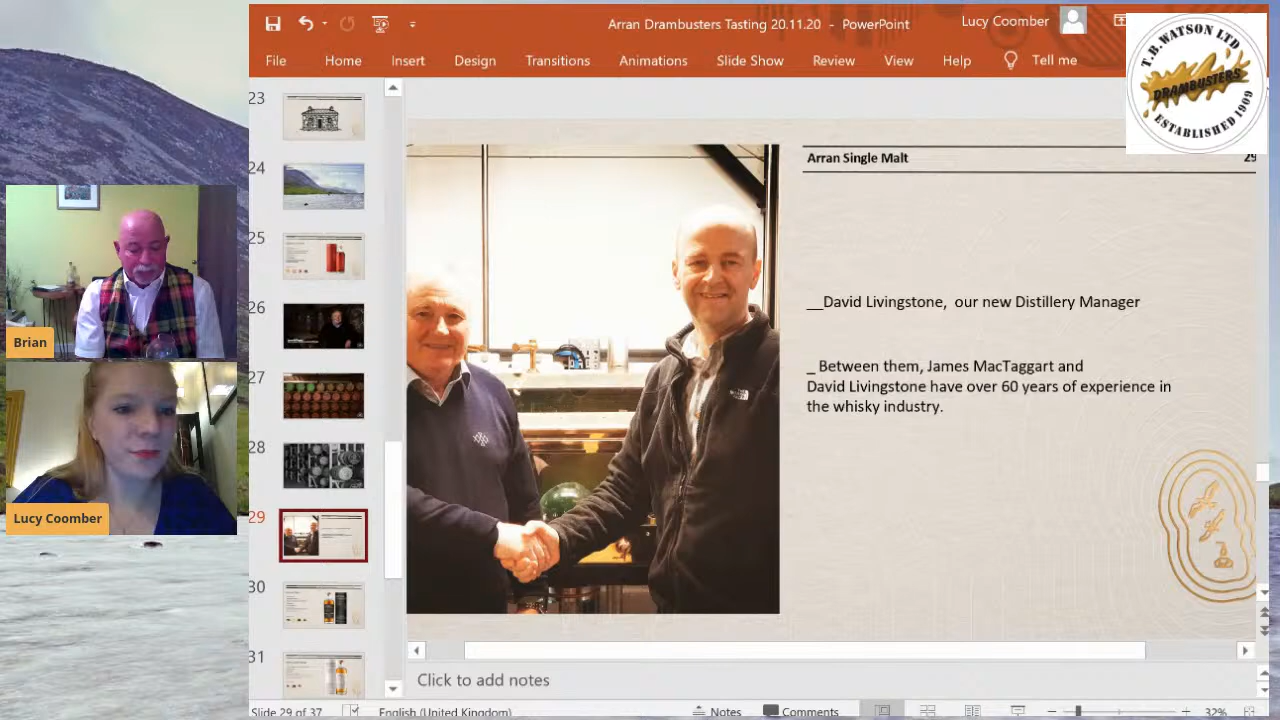 Arran Drambusters Tasting 20.11.20 - PowerPoint
Lucy Coomber
File Home Insert Design Transitions Animations Slide Show Review View Help Tell me
T.B.WATSON LTD
DRAMBUSTERS
ESTABLISHED 1909
23
24
25
26
27
28
29
30
31
Arran Single Malt 29
__David Livingstone, our new Distillery Manager
_ Between them, James MacTaggart and
David Livingstone have over 60 years of experience in
the whisky industry.
Brian
Lucy Coomber
Click to add notes
Slide 29 of 37 English (United Kingdom) Notes Comments 32%